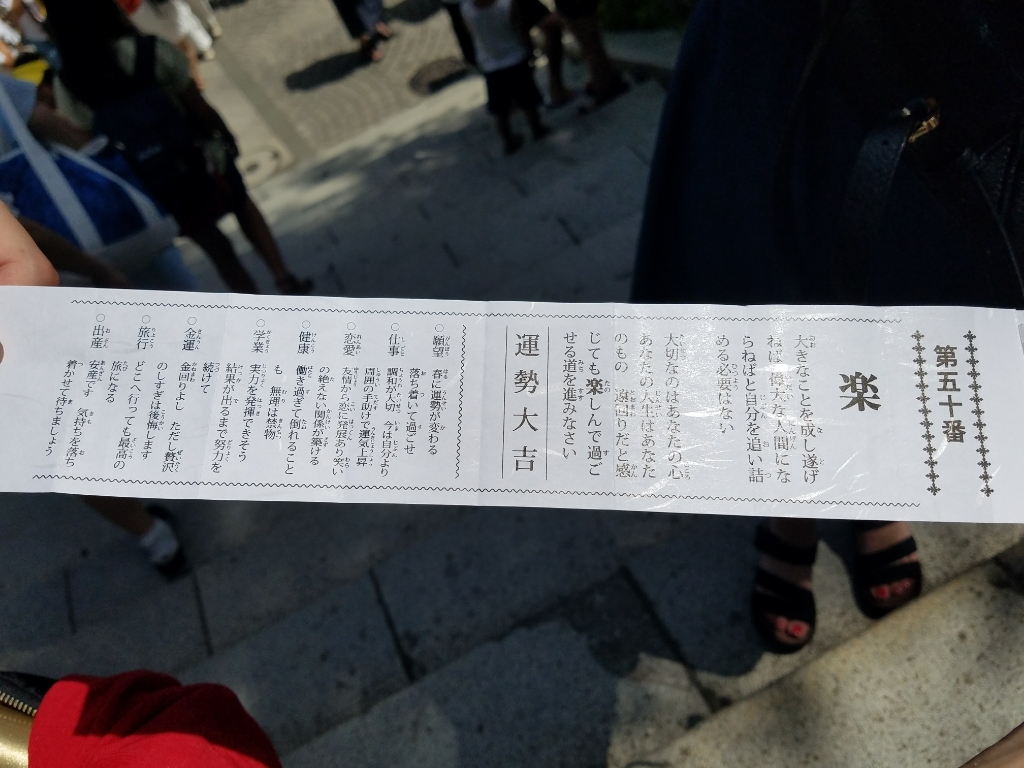 第五十番
楽
大きなことを成し遂げ
ねば 偉大な人間にな
らねばと自分を追い詰
める必要はない
大切なのはあなたの心
あなたの人生はあなた
のもの 遠回りだと感
じても楽しんで過ご
せる道を進みなさい
運勢大吉
○願望 春に運勢が変わる
落ち着いて過ごせ
○仕事 調和が大切 今は自分より
周囲の手助けで運気上昇
○恋愛 友情から恋に発展あり 笑い
の絶えない関係が築ける
○健康 働き過ぎて倒れること
も 無理は禁物
○学業 実力を発揮できそう
結果が出るまで努力を
続けて
○金運 金回りよし ただし贅沢
のしすぎは後悔します
○旅行 どこへ行っても最高の
旅になる
○出産 安産です 気持ちを落ち
着かせて待ちましょう